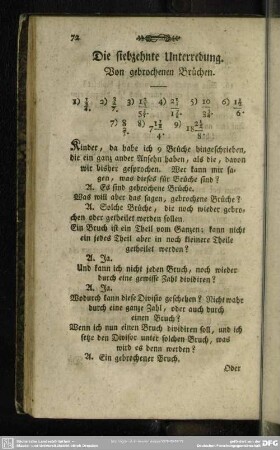 72
Die siebzehnte Unterredung.
Von gebrochenen Brüchen.
Kinder, da habe ich 9 Brüche hingeschrieben,
die ein ganz ander Ansehn haben, als die, davon
wir bisher gesprochen. Wer kann mir sa-
gen, was dieses für Brüche sind?
A. Es sind gebrochene Brüche.
Was will aber das sagen, gebrochene Brüche?
A. Solche Brüche, die noch wieder gebro-
chen oder getheilet werden sollen.
Ein Bruch ist ein Theil vom Ganzen; kann nicht
ein jedes Theil aber in noch kleinere Theile
getheilet werden?
A. Ja.
Und kann ich nicht jeden Bruch, noch wieder
durch eine gewisse Zahl dividiren?
A. Ja.
Wodurch kann diese Divisio geschehen? Nicht wahr
durch eine ganze Zahl, oder auch durch
einen Bruch?
Wenn ich nun einen Bruch dividiren soll, und ich
setze den Divisor unter solchen Bruch, was
wird es denn werden?
A. Ein gebrochener Bruch.
Oder
DFG